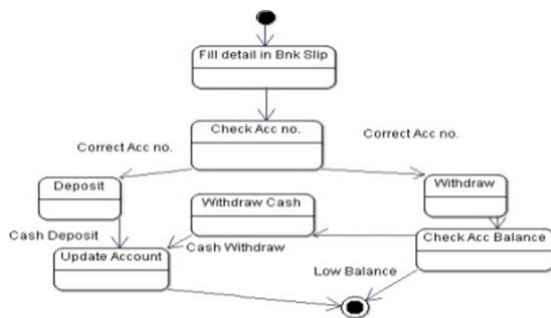 Fill detail in Bnk Slip
Check Acc no.
Correct Acc no.
Correct Acc no.
Deposit
Withdraw Cash
Withdraw
Cash Deposit
Cash Withdraw
Check Acc Balance
Update Account
Low Balance